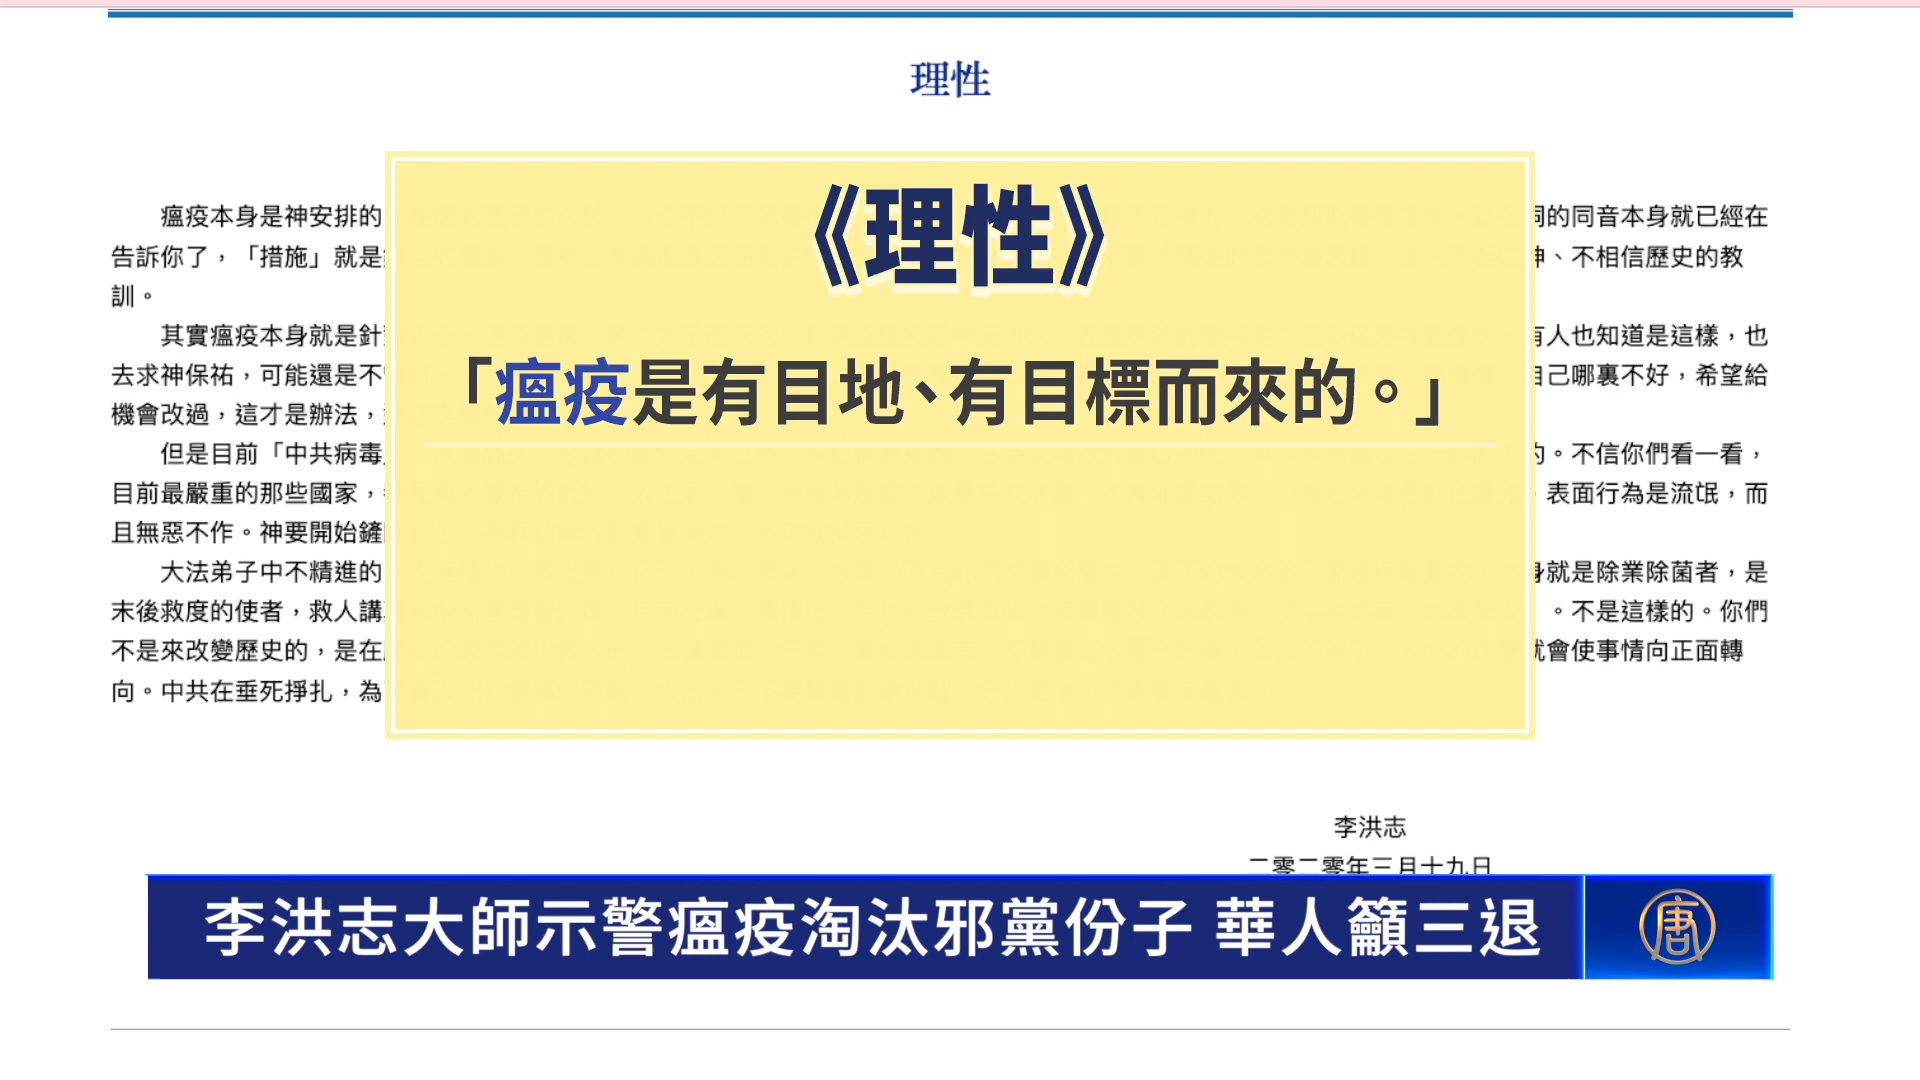 理性
《理性》
「瘟疫是有目地、有目標而來的。」
瘟疫本身是神安排的 的同音本身就已經在
告訴你了，「措施」就是 、不相信歷史的教
訓。
其實瘟疫本身就是針 有人也知道是這樣，也
去求神保祐，可能還是不 自己哪裏不好，希望給
機會改過，這才是辦法，
但是目前「中共病毒 的。不信你們看一看，
目前最嚴重的那些國家， 表面行為是流氓，而
且無惡不作。神要開始鏟
大法弟子中不精進的 身就是除業除菌者，是
末後救度的使者，救人講 。不是這樣的。你們
不是來改變歷史的，是在 就會使事情向正面轉
向。中共在垂死掙扎，為
李洪志
二零二零年三月十九日
李洪志大師示警瘟疫淘汰邪黨份子 華人籲三退
唐